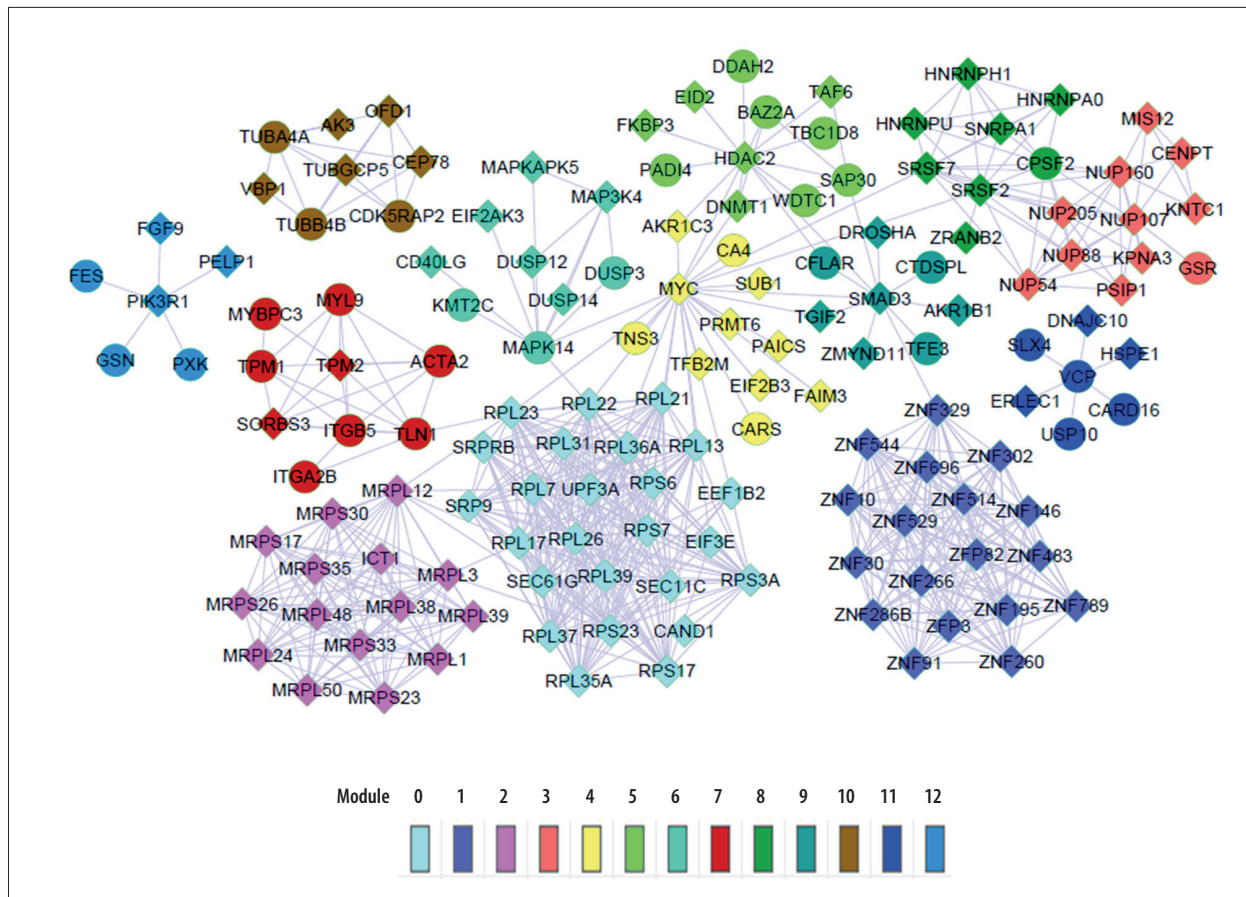 DDAH2
HNRNPH1
EID2
TAF6
HNRNPA0
OFD1
AK3
BAZ2A
MIS12
TUBA4A
FKBP3
TBC1D8
HNRNPU
SNRPA1
CENPT
HDAC2
CEP78
TUBGCP5
MAPKAPK5
PADI4
SRSF7
CPSF2
NUP160
VBP1
SAP30
SRSF2
MAP3K4
WDTC1
DNMT1
TUBB4B
CDK5RAP2
EIF2AK3
NUP205
NUP107
KNTC1
FGF9
AKR1C3
DROSHA
ZRANB2
CA4
NUP88
KPNA3
PELP1
CD40LG
DUSP12
CFLAR
CTDSPL
GSR
FES
DUSP3
SUB1
NUP54
PSIP1
PIK3R1
MYL9
KMT2C
DUSP14
MYC
SMAD3
AKR1B1
MYBPC3
PRMT6
TGIF2
DNAJC10
TNS3
PAICS
SLX4
MAPK14
ZMYND11
TFE3
HSPE1
GSN
PXK
TPM1
TPM2
ACTA2
TFB2M
VCP
EIF2B3
FAIM3
ERLEC1
CARD16
RPL23
RPL22
RPL21
ZNF329
SORBS3
ITGB5
TLN1
CARS
USP10
SRPRB
RPL31
RPL36A
RPL13
ZNF544
ZNF302
ITGA2B
ZNF696
MRPL12
RPL7
UPF3A
RPS6
EEF1B2
ZNF10
ZNF514
MRPS30
SRP9
ZNF146
ZNF529
MRPS17
RPL17
RPL26
RPS7
EIF3E
ICT1
ZNF30
ZFP82
ZNF483
MRPS35
MRPL3
SEC61G
RPL39
SEC11C
RPS3A
ZNF266
MRPS26
MRPL48
MRPL38
MRPL39
ZNF286B
ZNF195
ZNF789
RPL37
RPS23
CAND1
ZFP3
MRPS33
MRPL24
MRPL1
ZNF91
ZNF260
RPL35A
RPS17
MRPL50
MRPS23
Module 0 1 2 3 4 5 6 7 8 9 10 11 12